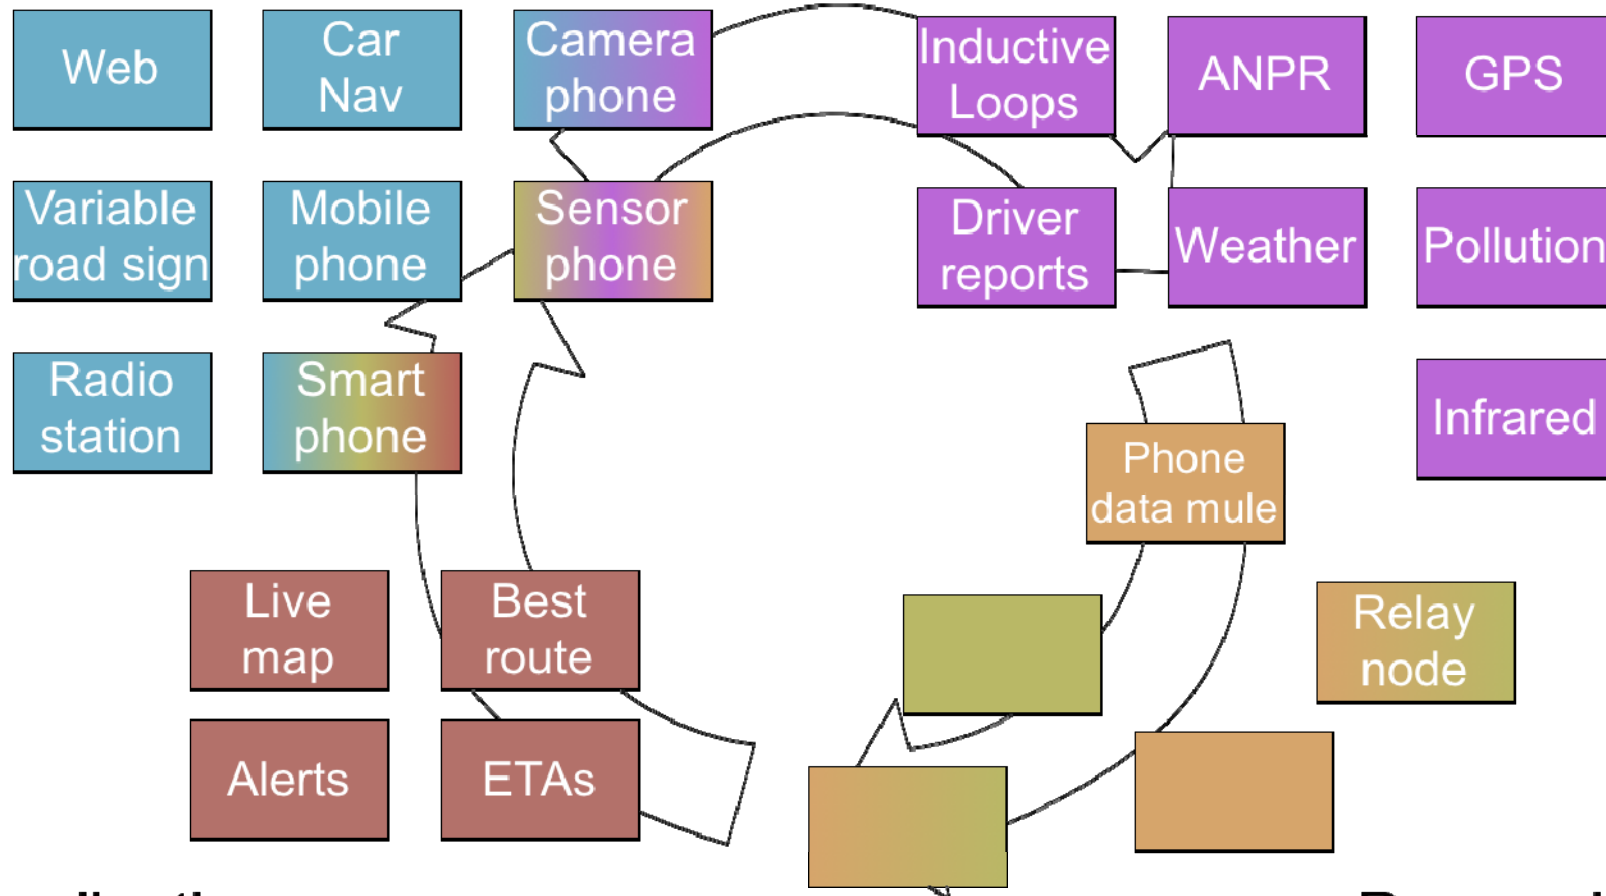 Web
Car
Nav
Camera
phone
Inductive
Loops
ANPR
GPS
Variable
road sign
Mobile
phone
Sensor
phone
Driver
reports
Weather
Pollution
Radio
station
Smart
phone
Infrared
Phone
data mule
Live
map
Best
route
Relay
node
Alerts
ETAs